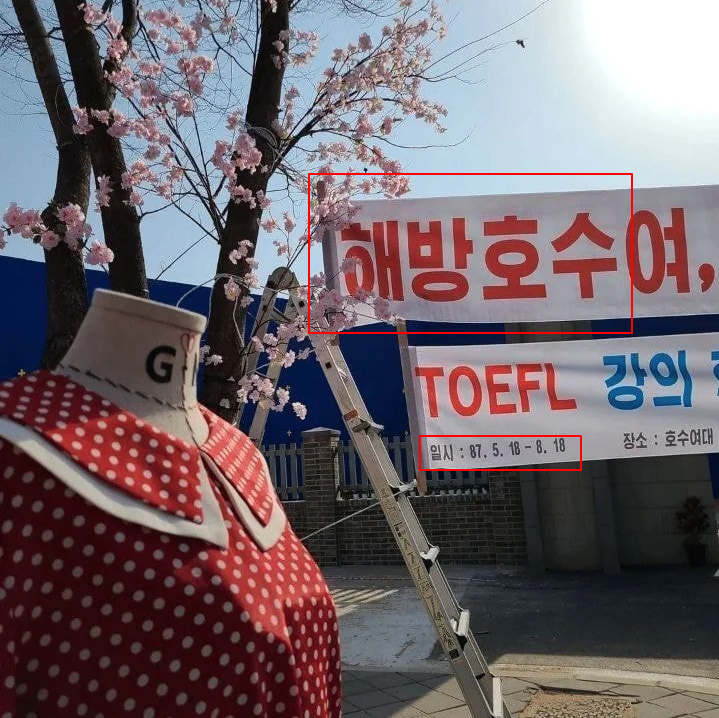 G
해방호수여,
TOEFL 강의
일시 : 87. 5. 18 - 8. 18
장소 : 호수여대